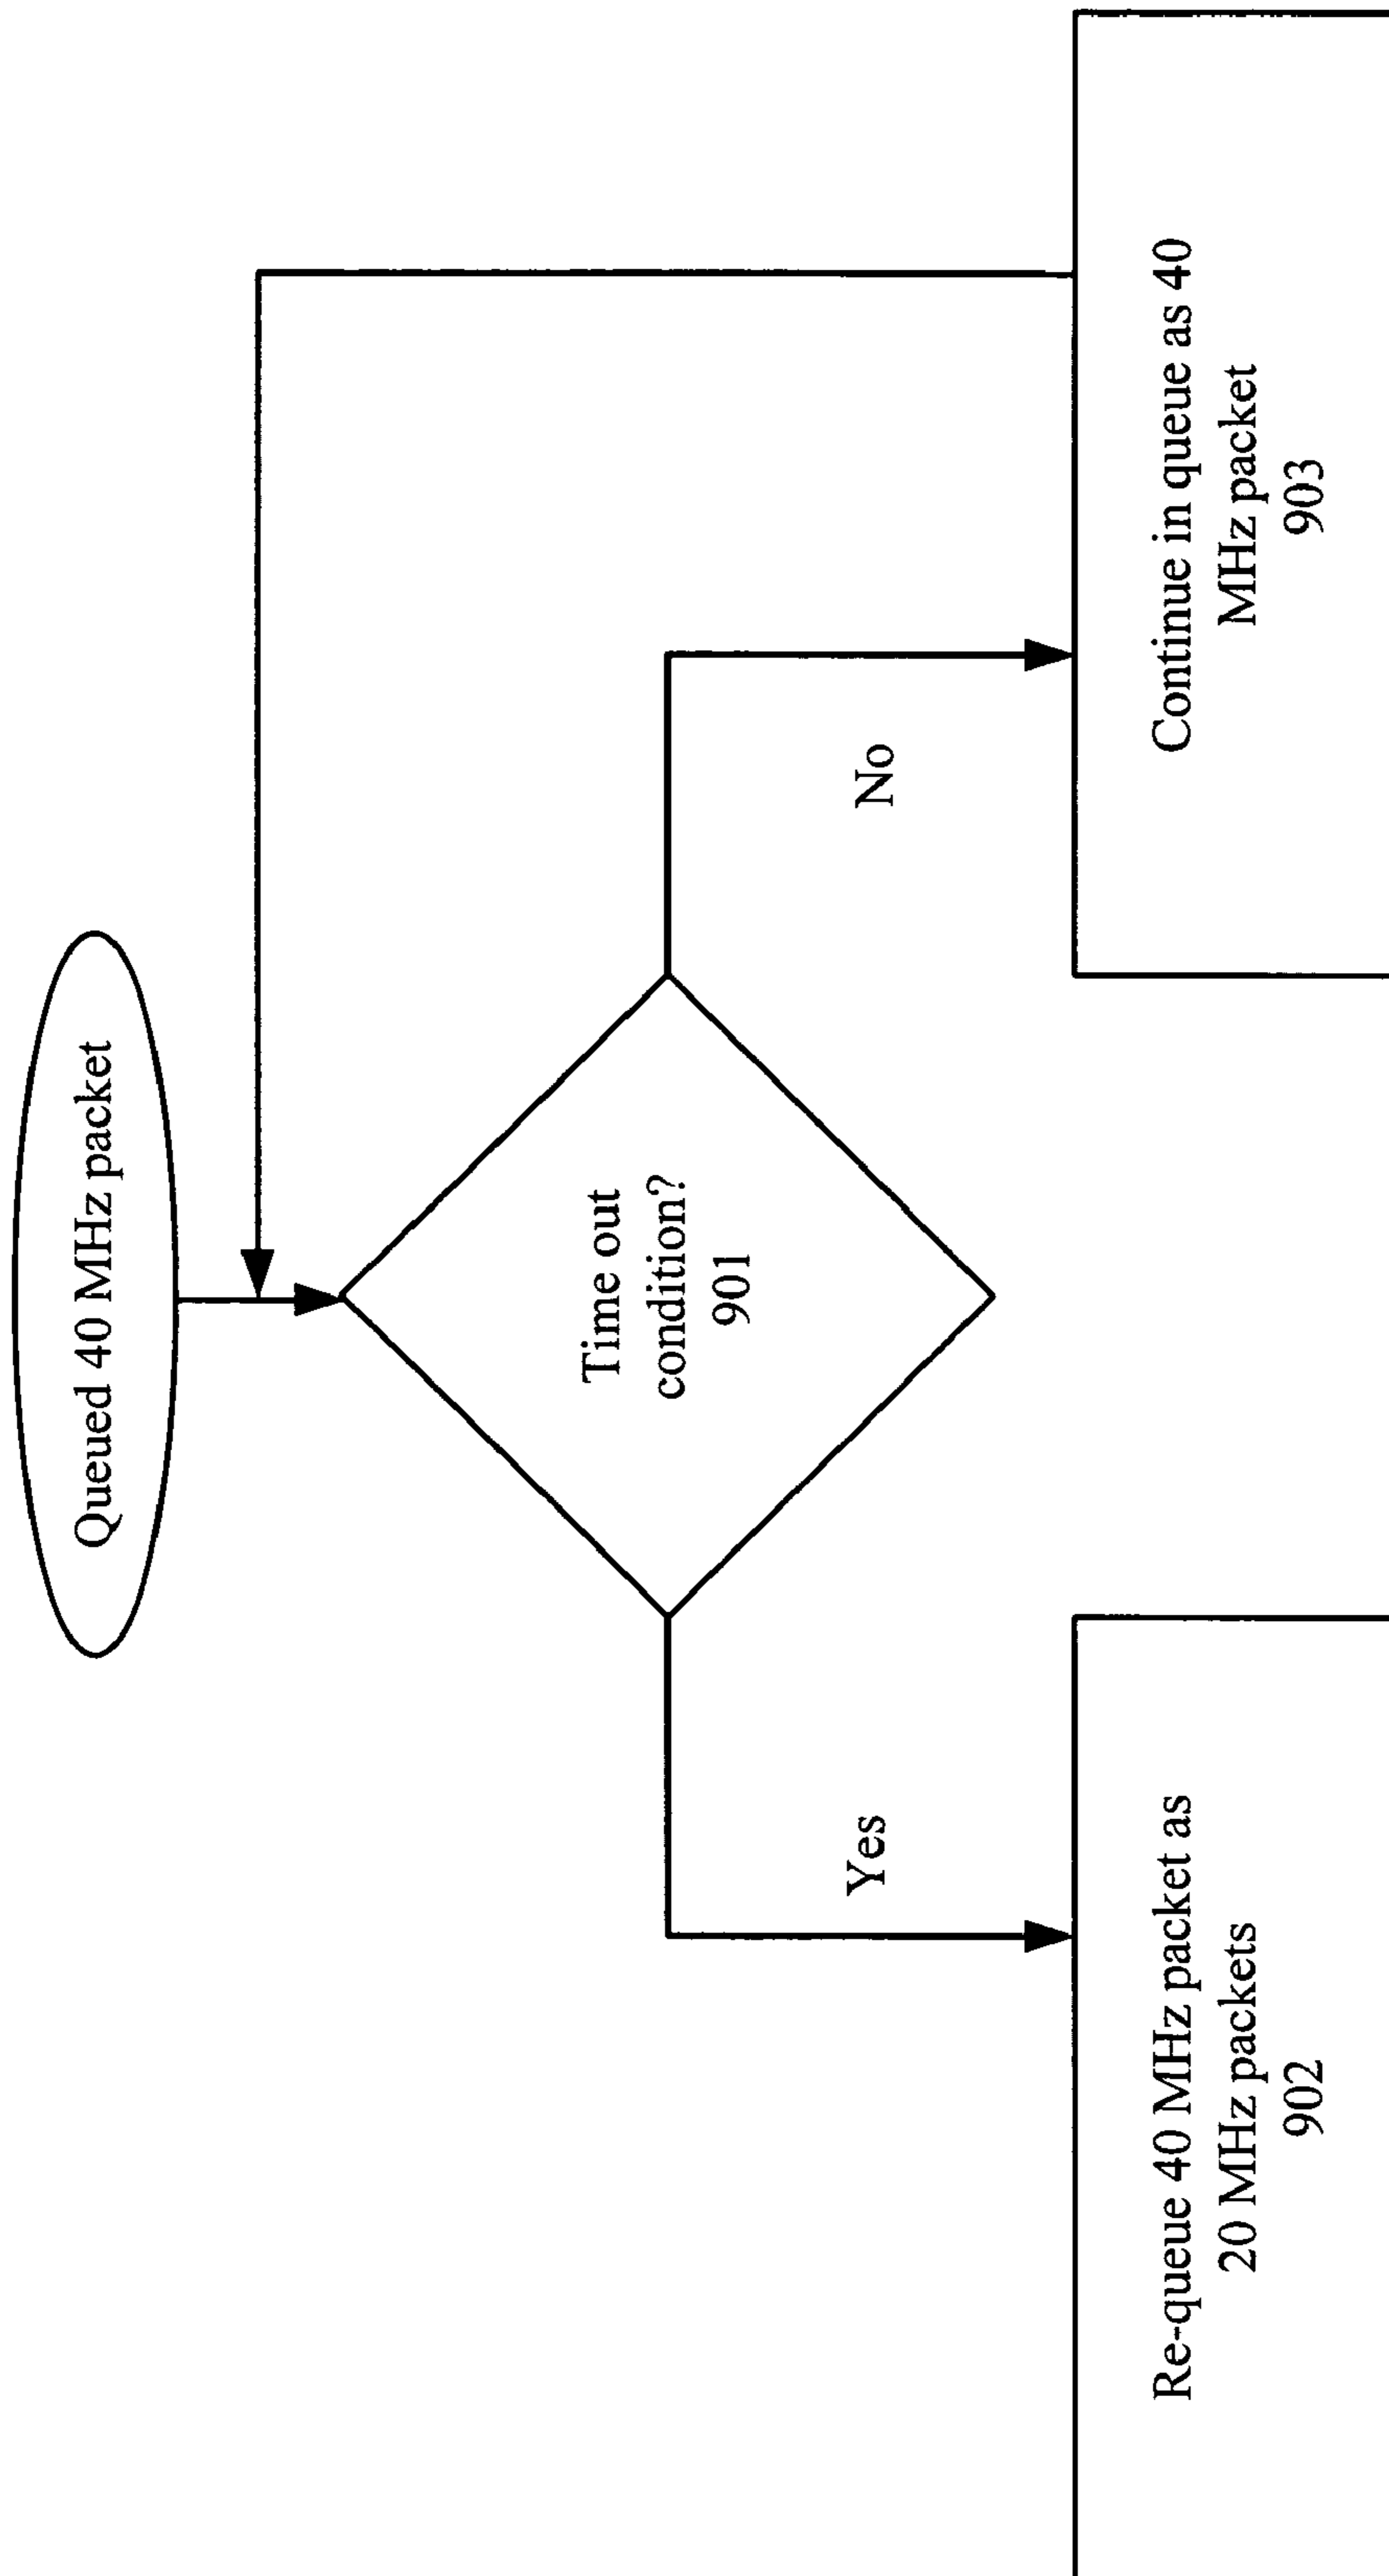 Queued 40 MHz packet
Time out
condition?
901
Yes
No
Re-queue 40 MHz packet as
20 MHz packets
902
Continue in queue as 40
MHz packet
903